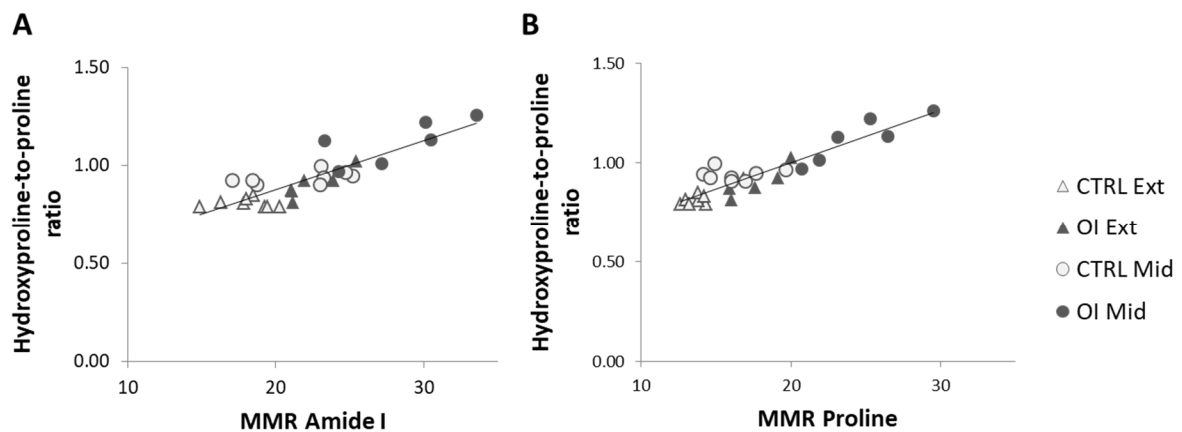 A
Hydroxyproline-to-proline
ratio
1.50
1.00
0.50
0.00
10
20
30
MMR Amide I
B
Hydroxyproline-to-proline
ratio
1.50
1.00
0.50
0.00
10
20
30
MMR Proline
CTRL Ext
OI Ext
CTRL Mid
OI Mid